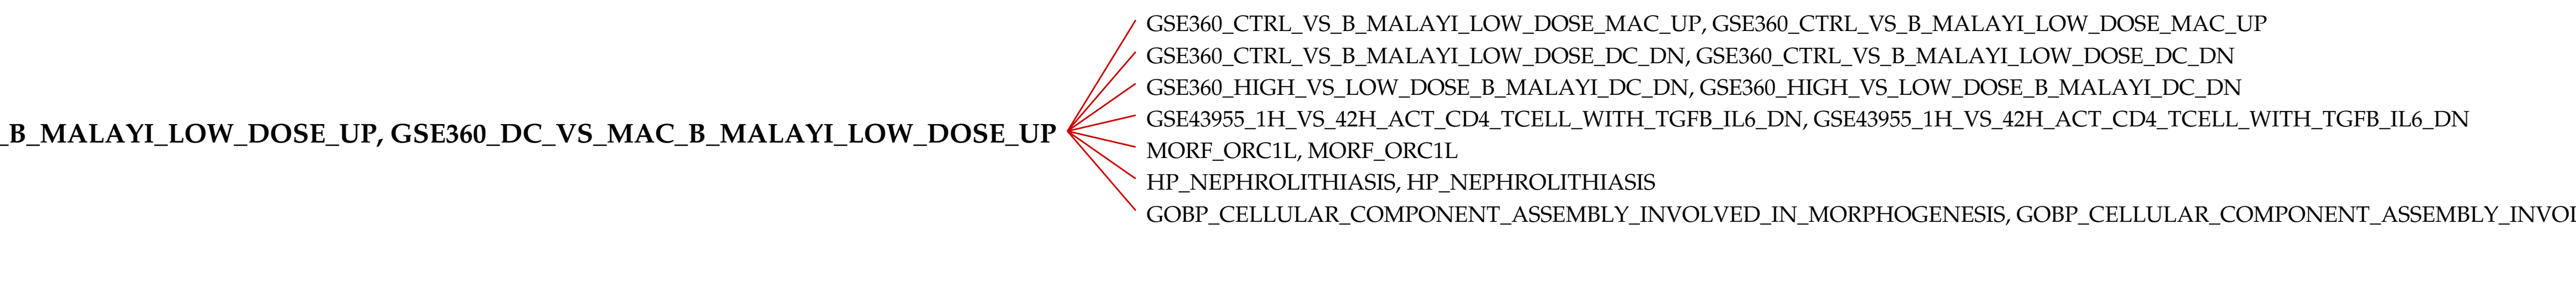 GSE360_CTRL_VS_B_MALAYI_LOW_DOSE_MAC_UP, GSE360_CTRL_VS_B_MALAYI_LOW_DOSE_MAC_UP
GSE360_CTRL_VS_B_MALAYI_LOW_DOSE_DC_DN, GSE360_CTRL_VS_B_MALAYI_LOW_DOSE_DC_DN
GSE360_HIGH_VS_LOW_DOSE_B_MALAYI_DC_DN, GSE360_HIGH_VS_LOW_DOSE_B_MALAYI_DC_DN
GSE43955_1H_VS_42H_ACT_CD4_TCELL_WITH_TGFB_IL6_DN, GSE43955_1H_VS_42H_ACT_CD4_TCELL_WITH_TGFB_IL6_DN
_B_MALAYI_LOW_DOSE_UP, GSE360_DC_VS_MAC_B_MALAYI_LOW_DOSE_UP
MORF_ORC1L, MORF_ORC1L
HP_NEPHROLITHIASIS, HP_NEPHROLITHIASIS
GOBP_CELLULAR_COMPONENT_ASSEMBLY_INVOLVED_IN_MORPHOGENESIS, GOBP_CELLULAR_COMPONENT_ASSEMBLY_INVOL